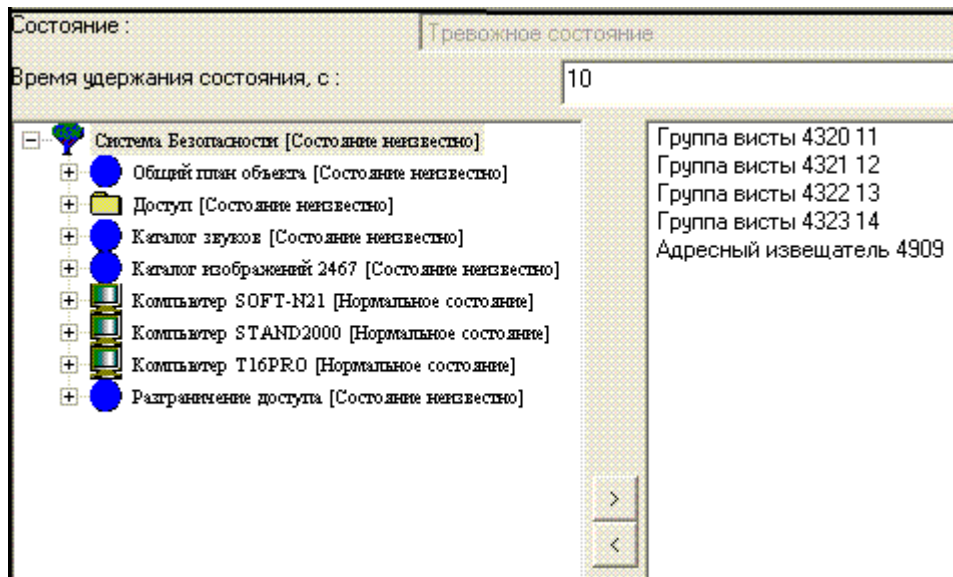 Состояние :
Тревожное состояние
Время удержания состояния, с :
10
Система Безопасности [Состояние неизвестно]
Общий план объекта [Состояние неизвестно]
Доступ [Состояние неизвестно]
Каталог звуков [Состояние неизвестно]
Каталог изображений 2467 [Состояние неизвестно]
Компьютер SOFT-N21 [Нормальное состояние]
Компьютер STAND2000 [Нормальное состояние]
Компьютер T16PRO [Нормальное состояние]
Разграничение доступа [Состояние неизвестно]
Группа висты 4320 11
Группа висты 4321 12
Группа висты 4322 13
Группа висты 4323 14
Адресный извещатель 4909
>
<